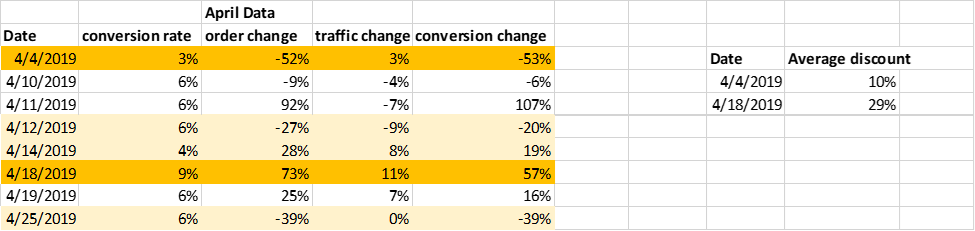 April Data
Date conversion rate order change traffic change conversion change
4/4/2019 3% -52% 3% -53% Date Average discount
4/10/2019 6% -9% -4% -6% 4/4/2019 10%
4/11/2019 6% 92% -7% 107% 4/18/2019 29%
4/12/2019 6% -27% -9% -20%
4/14/2019 4% 28% 8% 19%
4/18/2019 9% 73% 11% 57%
4/19/2019 6% 25% 7% 16%
4/25/2019 6% -39% 0% -39%